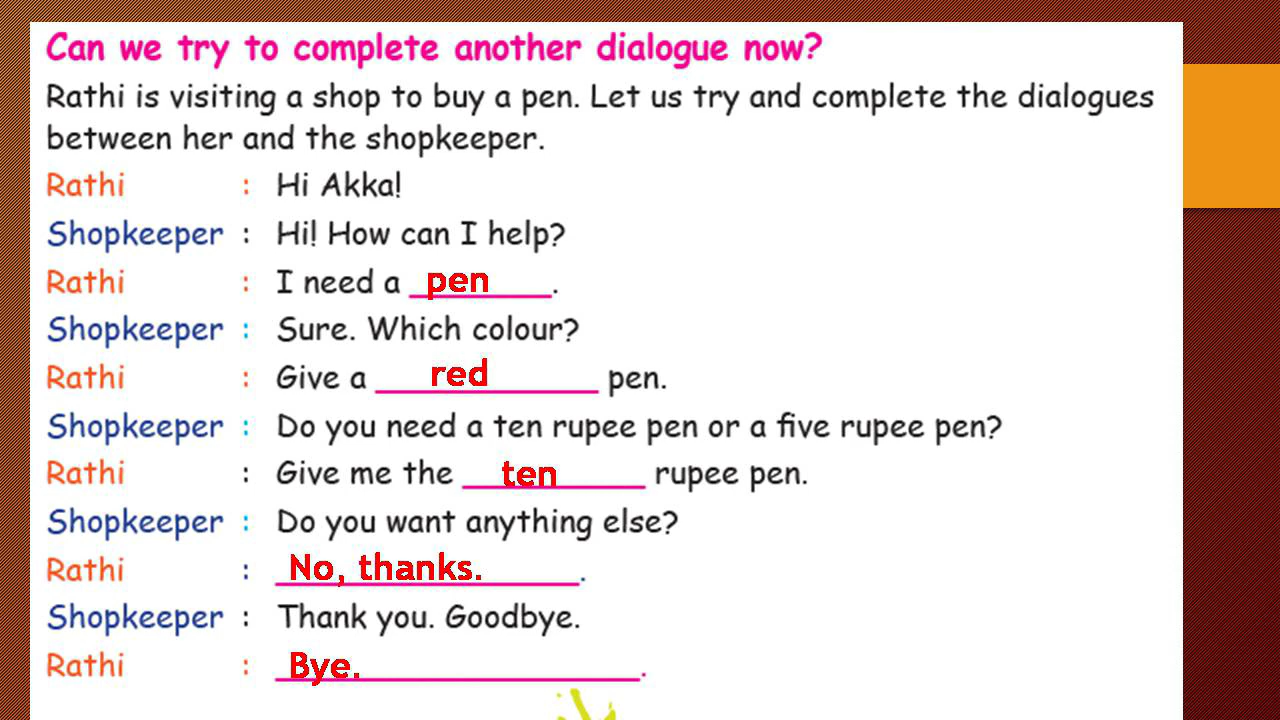 Can we try to complete another dialogue now?
Rathi is visiting a shop to buy a pen. Let us try and complete the dialogues
between her and the shopkeeper.
Rathi : Hi Akka!
Shopkeeper : Hi! How can I help?
Rathi : I need a pen.
Shopkeeper : Sure. Which colour?
Rathi : Give a red pen.
Shopkeeper : Do you need a ten rupee pen or a five rupee pen?
Rathi : Give me the ten rupee pen.
Shopkeeper : Do you want anything else?
Rathi : No, thanks. .
Shopkeeper : Thank you. Goodbye.
Rathi : Bye. .